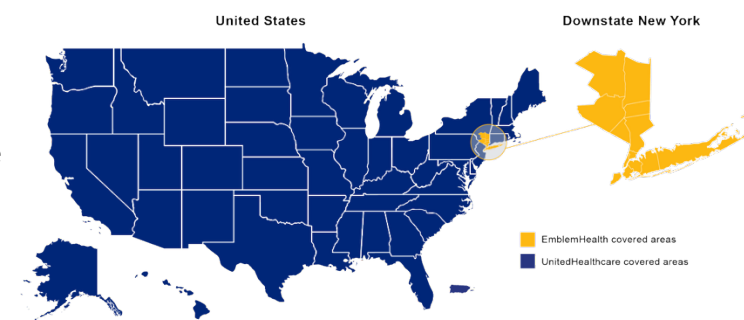 United States
Downstate New York
EmblemHealth covered areas
UnitedHealthcare covered areas